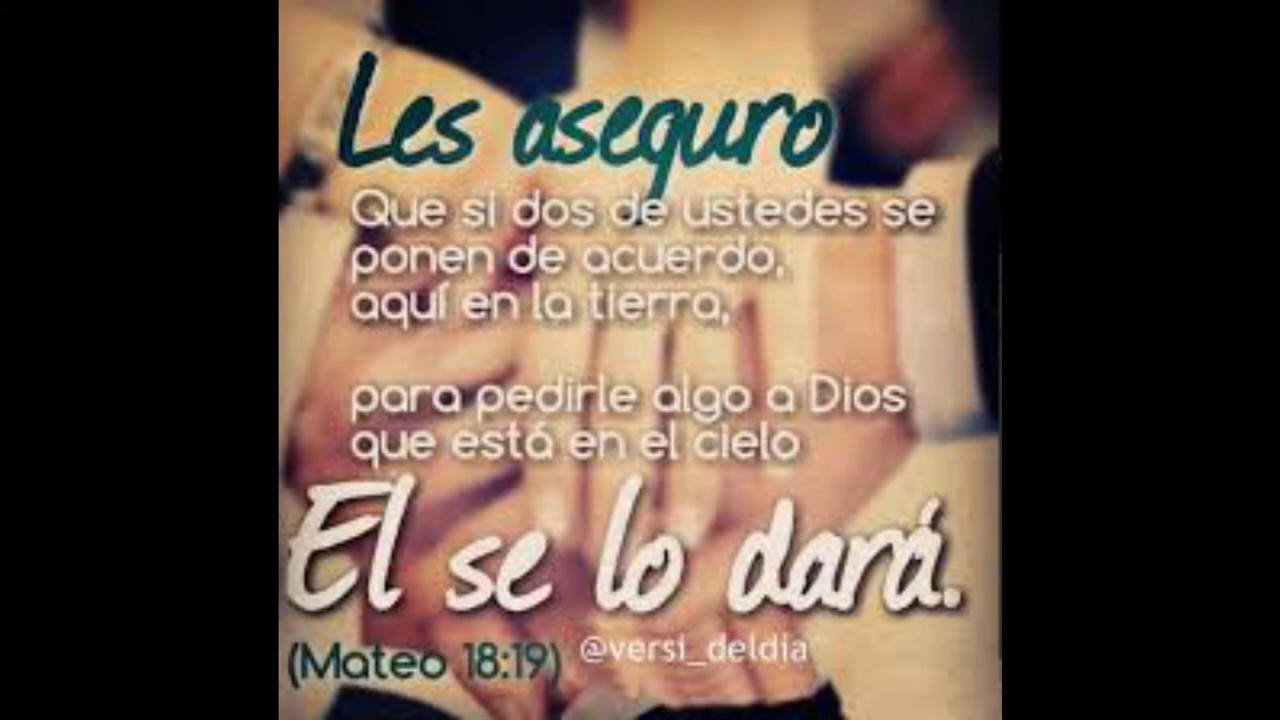 Les aseguro
Que si dos de ustedes se
ponen de acuerdo,
aquí en la tierra,
para pedirle algo a Dios
que está en el cielo
El se lo dará.
(Mateo 18:19) @versi_deldia